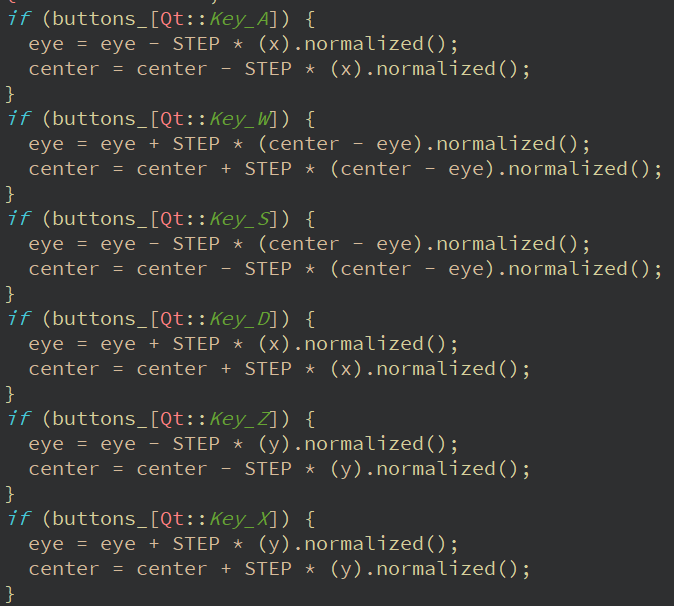 if (buttons_[Qt::Key_A]) {
  eye = eye - STEP * (x).normalized();
  center = center - STEP * (x).normalized();
}
if (buttons_[Qt::Key_W]) {
  eye = eye + STEP * (center - eye).normalized();
  center = center + STEP * (center - eye).normalized();
}
if (buttons_[Qt::Key_S]) {
  eye = eye - STEP * (center - eye).normalized();
  center = center - STEP * (center - eye).normalized();
}
if (buttons_[Qt::Key_D]) {
  eye = eye + STEP * (x).normalized();
  center = center + STEP * (x).normalized();
}
if (buttons_[Qt::Key_Z]) {
  eye = eye - STEP * (y).normalized();
  center = center - STEP * (y).normalized();
}
if (buttons_[Qt::Key_X]) {
  eye = eye + STEP * (y).normalized();
  center = center + STEP * (y).normalized();
}